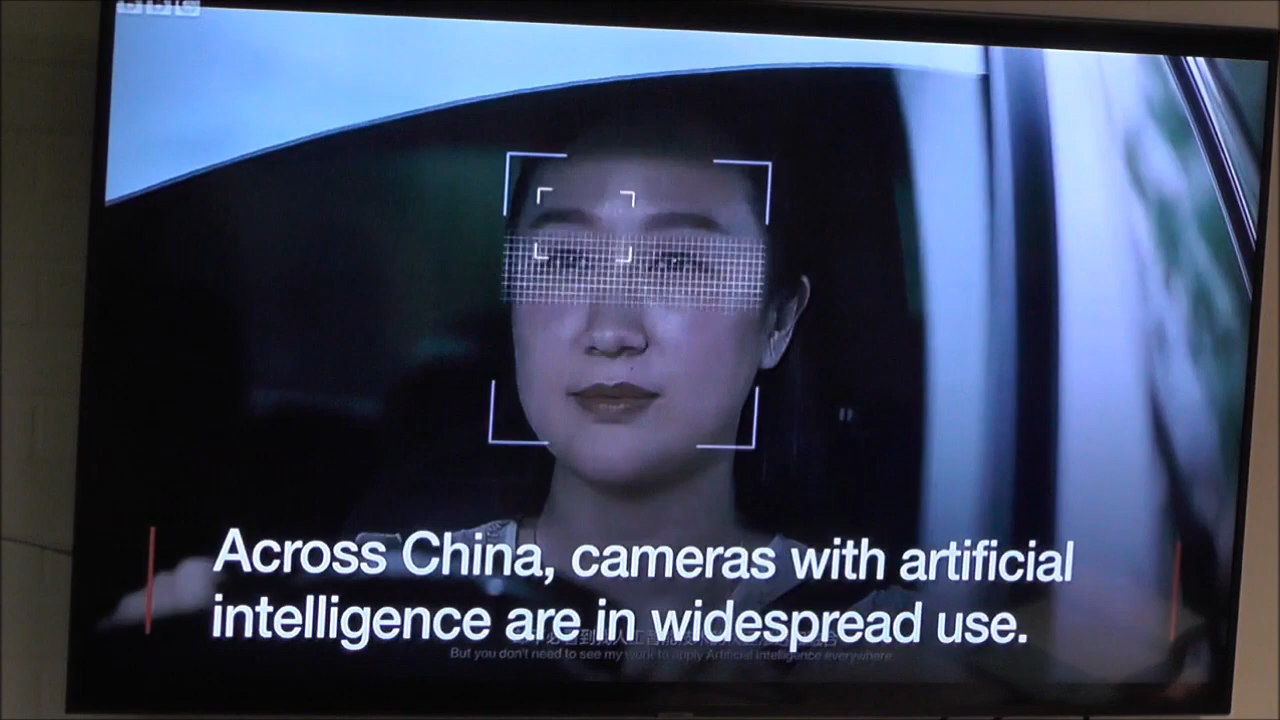 BBC
Across China, cameras with artificial
intelligence are in widespread use.
But you don't need to see my work to apply Artificial Intelligence everywhere.